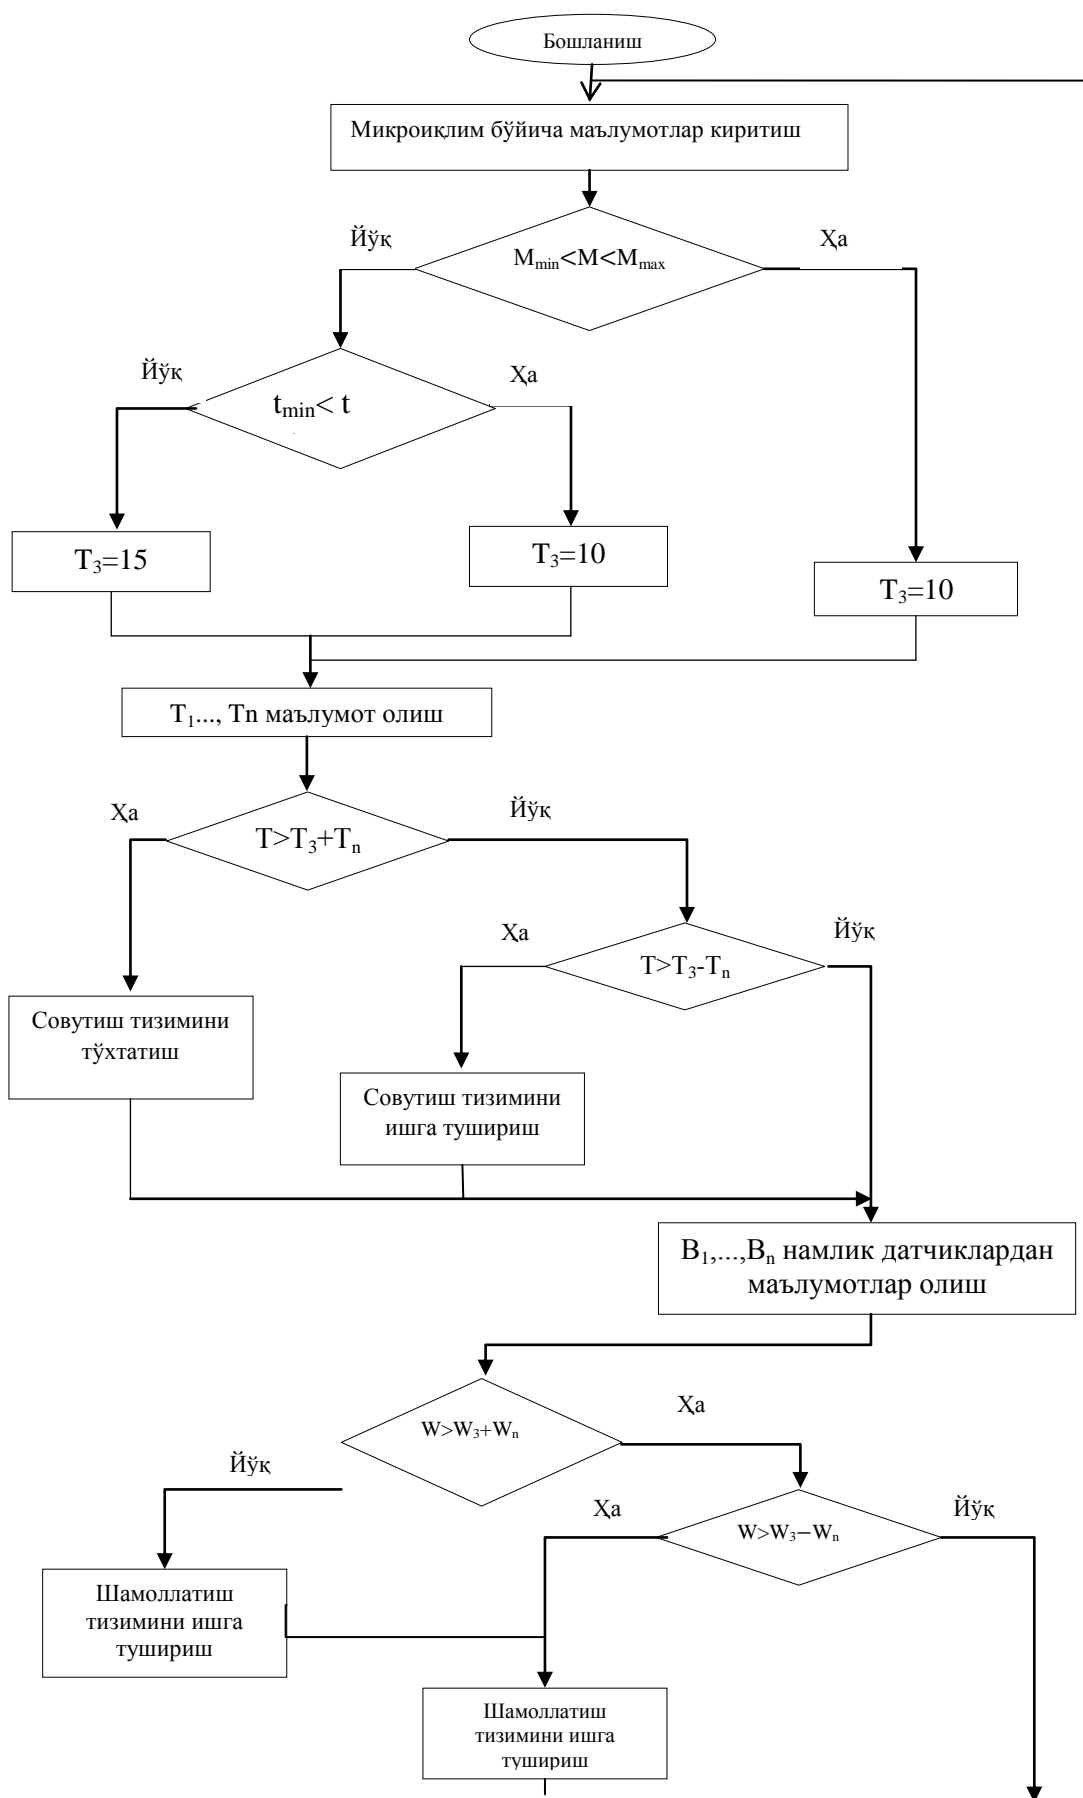 Бошланиш
Микроиқлим бўйича маълумотлар киритиш
Йўқ
Ҳа
Mmin<M<Mmax
Йўқ
Ҳа
tmin< t
T3=15
T3=10
T3=10
T1..., Tn маълумот олиш
Ҳа
Йўқ
T>T3+Tn
Ҳа
Йўқ
T>T3-Tn
Совутиш тизимини
тўхтатиш
Совутиш тизимини
ишга тушириш
B1,...,Bn намлик датчиклардан
маълумотлар олиш
Ҳа
W>W3+Wn
Йўқ
Ҳа
Йўқ
W>W3−Wn
Шамоллатиш
тизимини ишга
тушириш
Шамоллатиш
тизимини ишга
тушириш